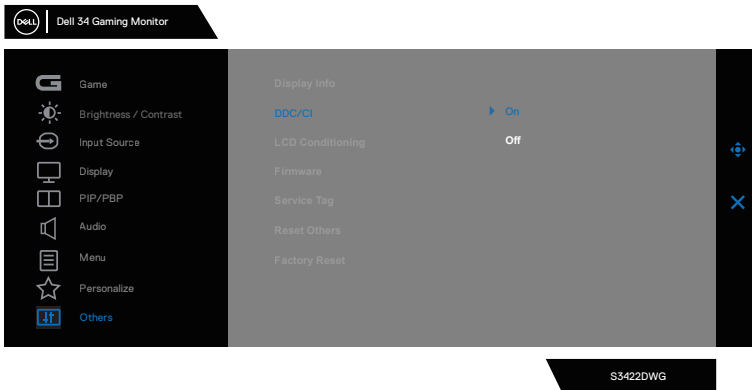 DELL Dell 34 Gaming Monitor
Game
Display Info
Brightness / Contrast
DDC/CI
On
Input Source
LCD Conditioning
Off
Display
Firmware
PIP/PBP
Service Tag
Audio
Reset Others
Menu
Factory Reset
Personalize
Others
S3422DWG